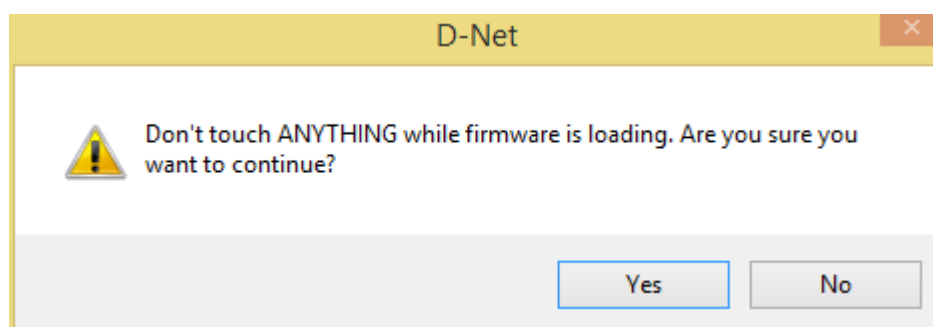 D-Net
Don't touch ANYTHING while firmware is loading. Are you sure you
want to continue?
Yes No